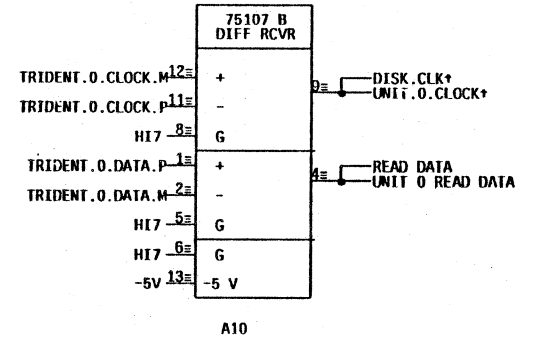 75107 B
DIFF RCVR
TRIDENT.0.CLOCK.M 12≡ + 9≡ DISK.CLK↑
UNIT.0.CLOCK↑
TRIDENT.0.CLOCK.P 11≡ -
HI7 8≡ G
TRIDENT.0.DATA.P 1≡ + 4≡ READ DATA
UNIT 0 READ DATA
TRIDENT.0.DATA.M 2≡ -
HI7 5≡ G
HI7 6≡ G
-5V 13≡ -5 V
A10